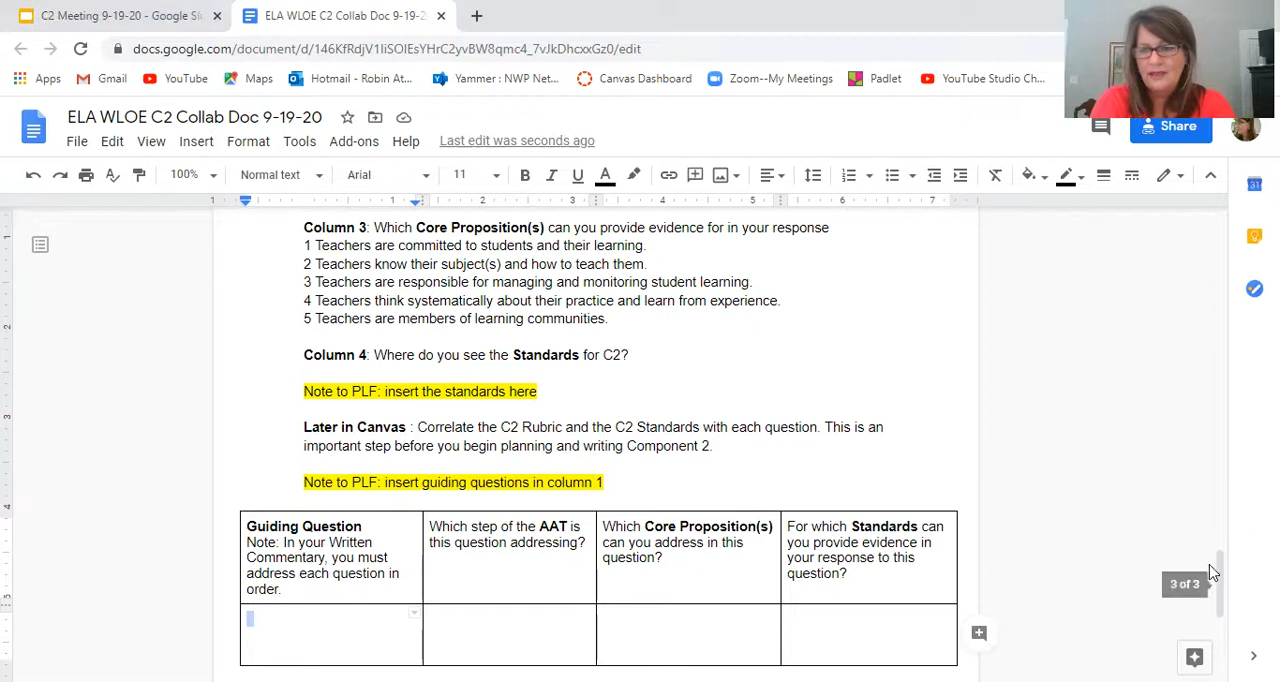 C2 Meeting 9-19-20 - Google Sli
ELA WLOE C2 Collab Doc 9-19-20
docs.google.com/document/d/146KfRdjV1IiSOlEsYHrC2yvBW8qmc4_7vJkDhcxxGz0/edit
Apps Gmail YouTube Maps Hotmail - Robin At... Yammer : NWP Net... Canvas Dashboard Zoom--My Meetings Padlet YouTube Studio Ch...
ELA WLOE C2 Collab Doc 9-19-20
Share
File Edit View Insert Format Tools Add-ons Help Last edit was seconds ago
100% Normal text Arial 11 B I U A
1 1 2 3 4 5 6 7
Column 3: Which Core Proposition(s) can you provide evidence for in your response
1 Teachers are committed to students and their learning.
2 Teachers know their subject(s) and how to teach them.
3 Teachers are responsible for managing and monitoring student learning.
4 Teachers think systematically about their practice and learn from experience.
5 Teachers are members of learning communities.
Column 4: Where do you see the Standards for C2?
Note to PLF: insert the standards here
Later in Canvas : Correlate the C2 Rubric and the C2 Standards with each question. This is an
important step before you begin planning and writing Component 2.
Note to PLF: insert guiding questions in column 1
Guiding Question
Note: In your Written
Commentary, you must
address each question in
order.
Which step of the AAT is
this question addressing?
Which Core Proposition(s)
can you address in this
question?
For which Standards can
you provide evidence in
your response to this
question?
3 of 3